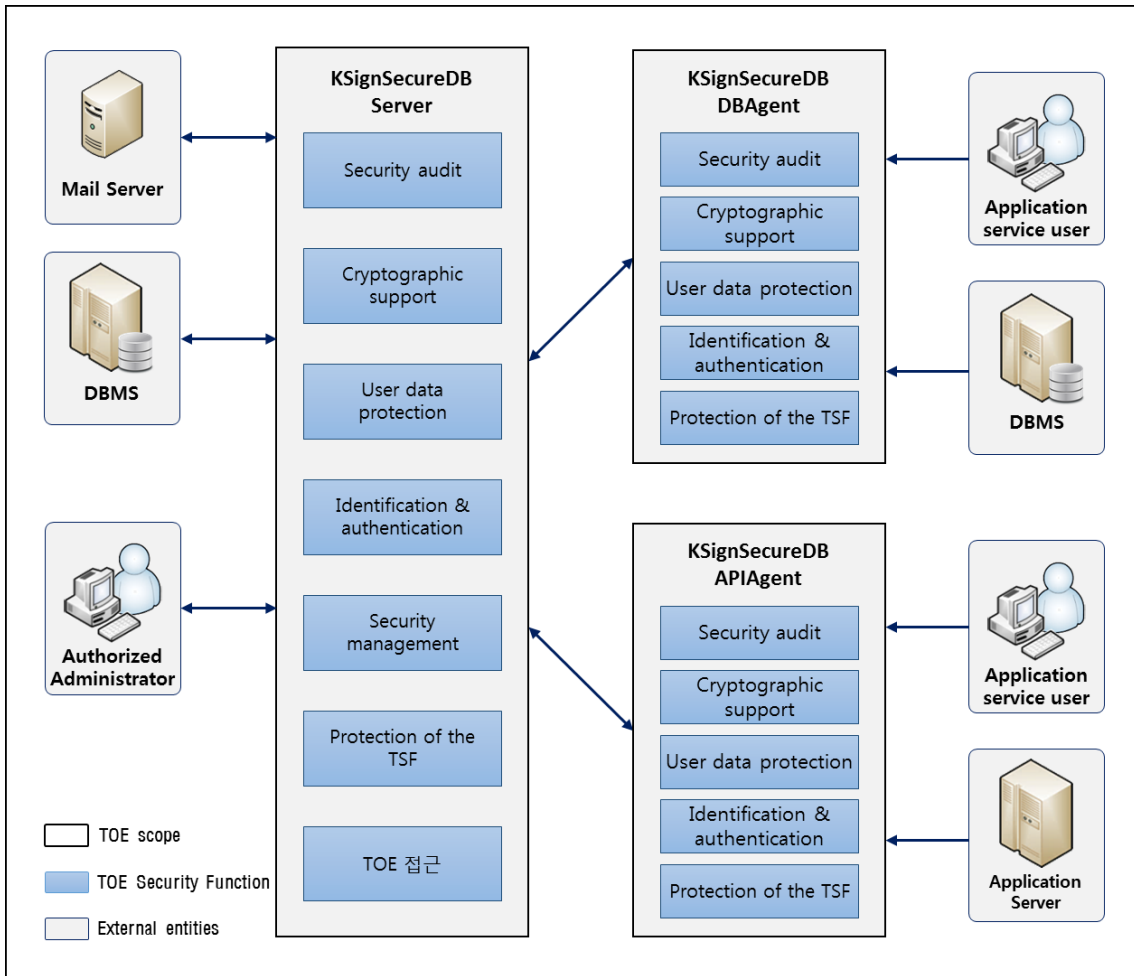 Mail Server
DBMS
Authorized
Administrator
KSignSecureDB
Server
Security audit
Cryptographic
support
User data
protection
Identification &
authentication
Security
management
Protection of the
TSF
TOE 접근
KSignSecureDB
DBAgent
Security audit
Cryptographic
support
User data protection
Identification &
authentication
Protection of the TSF
KSignSecureDB
APIAgent
Security audit
Cryptographic
support
User data protection
Identification &
authentication
Protection of the TSF
Application
service user
DBMS
Application
service user
Application
Server
TOE scope
TOE Security Function
External entities